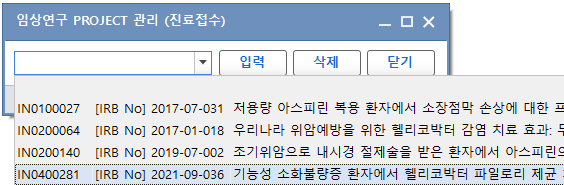 임상연구 PROJECT 관리 (진료접수)
입력 삭제 닫기
IN0100027 [IRB No] 2017-07-031 저용량 아스피린 복용 환자에서 소장점막 손상에 대한
IN0200064 [IRB No] 2017-01-018 우리나라 위암예방을 위한 헬리코박터 감염 치료 효과:
IN0200140 [IRB No] 2019-07-002 조기위암으로 내시경 절제술을 받은 환자에서 아스피린의
IN0400281 [IRB No] 2021-09-036 기능성 소화불량증 환자에서 헬리코박터 파일로리 제균